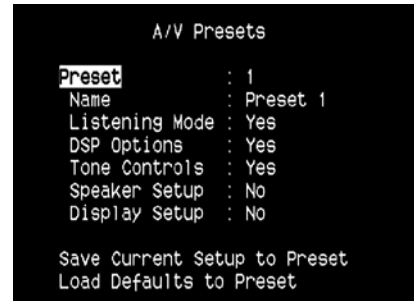 A/V Presets
Preset : 1
Name : Preset 1
Listening Mode : Yes
DSP Options : Yes
Tone Controls : Yes
Speaker Setup : No
Display Setup : No
Save Current Setup to Preset
Load Defaults to Preset